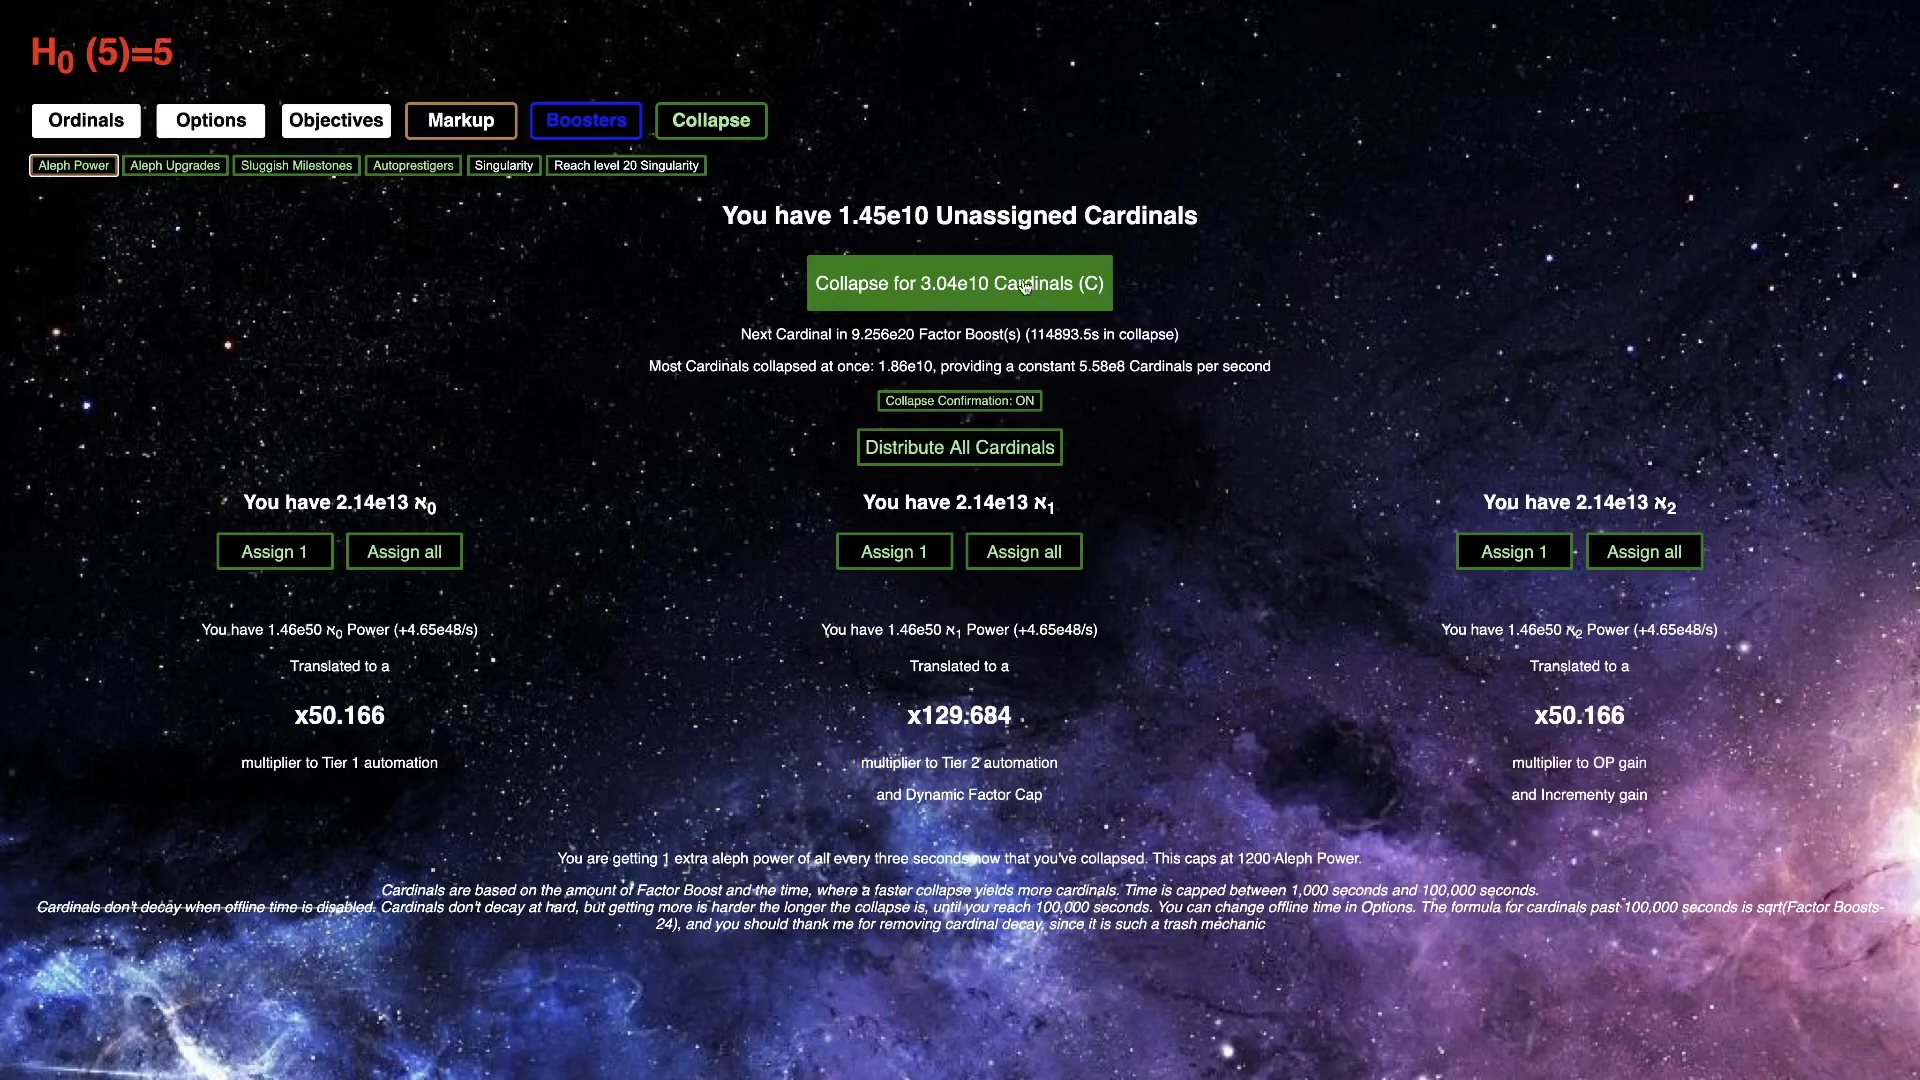 H₀ (5)=5
Ordinals Options Objectives Markup Boosters Collapse
Aleph Power Aleph Upgrades Sluggish Milestones Autoprestigers Singularity Reach level 20 Singularity
You have 1.45e10 Unassigned Cardinals
Collapse for 3.04e10 Cardinals (C)
Next Cardinal in 9.256e20 Factor Boost(s) (114893.5s in collapse)
Most Cardinals collapsed at once: 1.86e10, providing a constant 5.58e8 Cardinals per second
Collapse Confirmation: ON
Distribute All Cardinals
You have 2.14e13 ℵ₀ You have 2.14e13 ℵ₁ You have 2.14e13 ℵ₂
Assign 1 Assign all Assign 1 Assign all Assign 1 Assign all
You have 1.46e50 ℵ₀ Power (+4.65e48/s) You have 1.46e50 ℵ₁ Power (+4.65e48/s) You have 1.46e50 ℵ₂ Power (+4.65e48/s)
Translated to a Translated to a Translated to a
x50.166 x129.684 x50.166
multiplier to Tier 1 automation multiplier to Tier 2 automation multiplier to OP gain
and Dynamic Factor Cap and Incrementy gain
You are getting 1 extra aleph power of all every three seconds now that you've collapsed. This caps at 1200 Aleph Power.
Cardinals are based on the amount of Factor Boost and the time, where a faster collapse yields more cardinals. Time is capped between 1,000 seconds and 100,000 seconds.
Cardinals don't decay when offline time is disabled. Cardinals don't decay at hard, but getting more is harder the longer the collapse is, until you reach 100,000 seconds. You can change offline time in Options. The formula for cardinals past 100,000 seconds is sqrt(Factor Boosts-
24), and you should thank me for removing cardinal decay, since it is such a trash mechanic